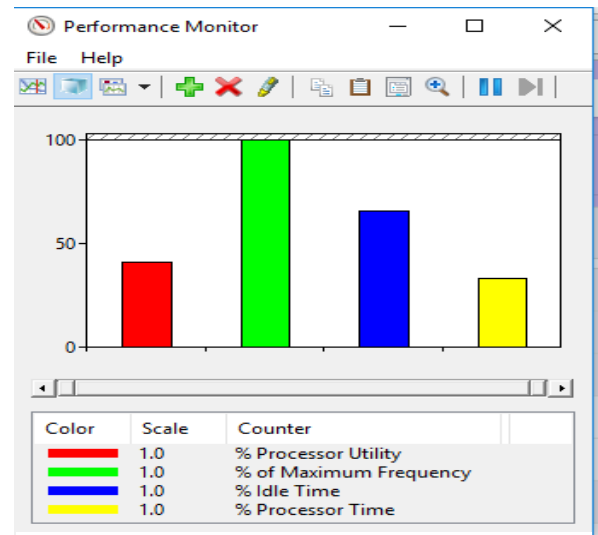 Performance Monitor
File Help
100
50
0
Color Scale Counter
1.0 % Processor Utility
1.0 % of Maximum Frequency
1.0 % Idle Time
1.0 % Processor Time